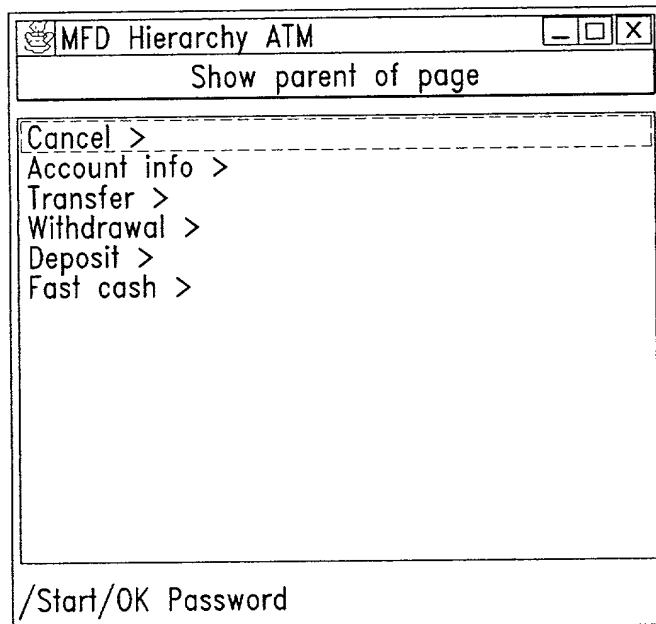 MFD Hierarchy ATM
Show parent of page
Cancel >
Account info >
Transfer >
Withdrawal >
Deposit >
Fast cash >
/Start/OK Password